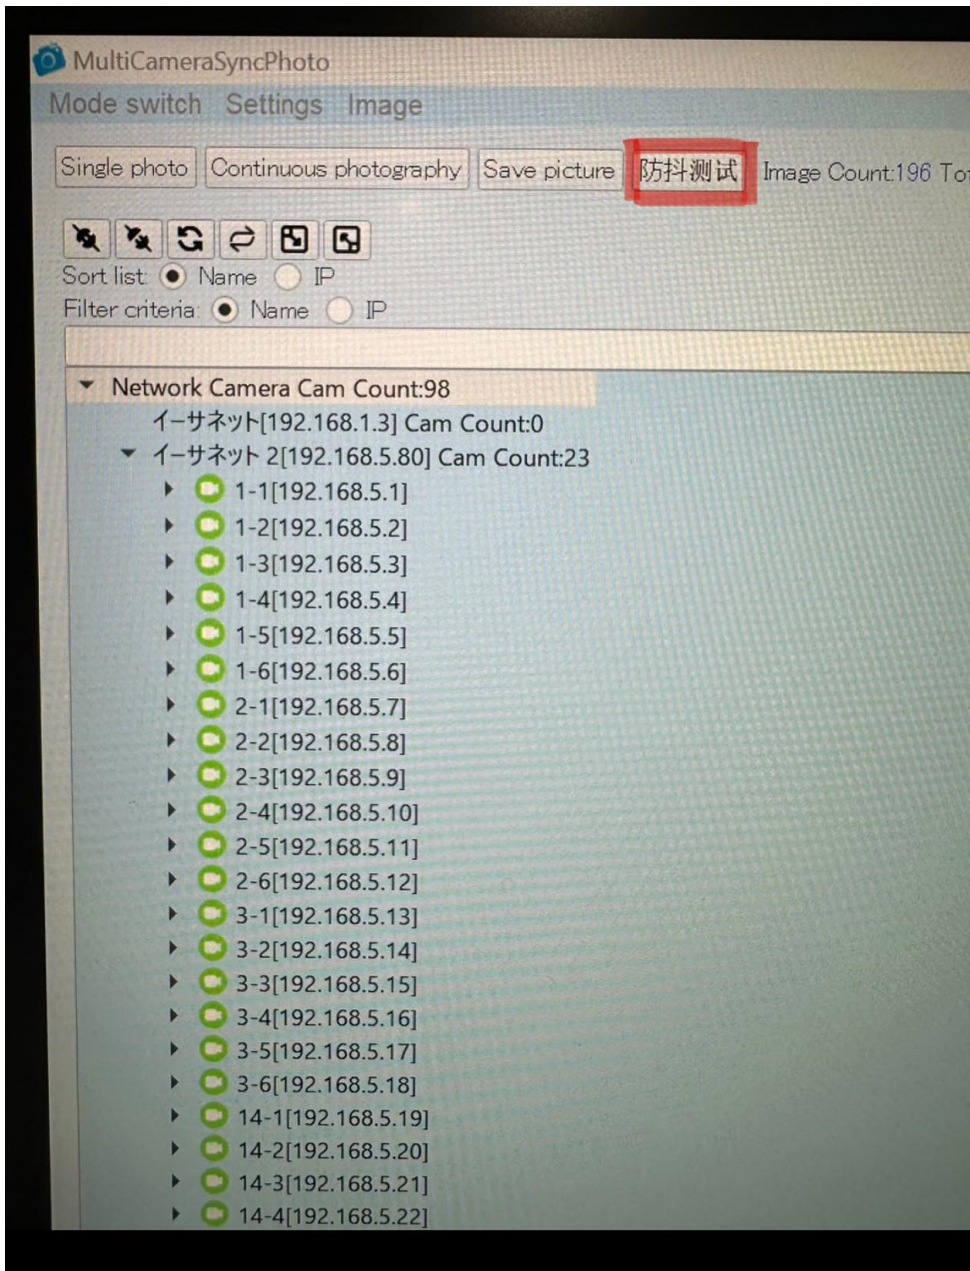 MultiCameraSyncPhoto
Mode switch Settings Image
Single photo Continuous photography Save picture 防抖测试 Image Count:196 Tot
Sort list: Name IP
Filter criteria: Name IP
Network Camera Cam Count:98
イーサネット[192.168.1.3] Cam Count:0
イーサネット 2[192.168.5.80] Cam Count:23
1-1[192.168.5.1]
1-2[192.168.5.2]
1-3[192.168.5.3]
1-4[192.168.5.4]
1-5[192.168.5.5]
1-6[192.168.5.6]
2-1[192.168.5.7]
2-2[192.168.5.8]
2-3[192.168.5.9]
2-4[192.168.5.10]
2-5[192.168.5.11]
2-6[192.168.5.12]
3-1[192.168.5.13]
3-2[192.168.5.14]
3-3[192.168.5.15]
3-4[192.168.5.16]
3-5[192.168.5.17]
3-6[192.168.5.18]
14-1[192.168.5.19]
14-2[192.168.5.20]
14-3[192.168.5.21]
14-4[192.168.5.22]